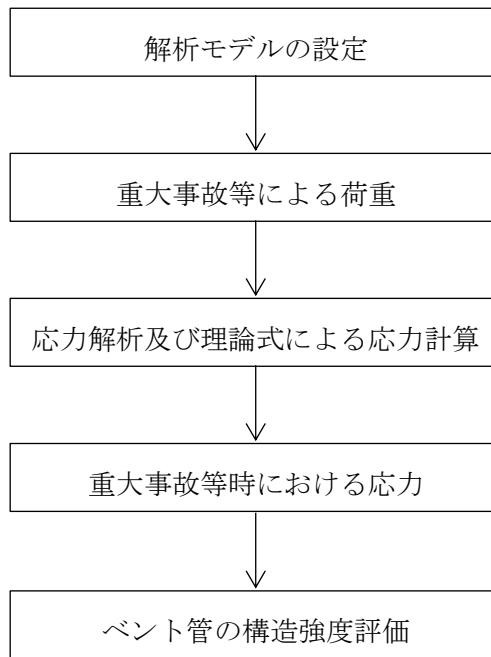 解析モデルの設定
重大事故等による荷重
応力解析及び理論式による応力計算
重大事故等時における応力
ベント管の構造強度評価